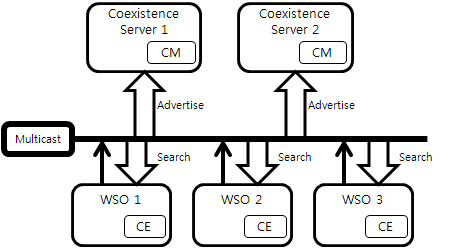 Coexistence
Server 1
CM
Coexistence
Server 2
CM
Advertise
Advertise
Multicast
Search
Search
Search
WSO 1
CE
WSO 2
CE
WSO 3
CE